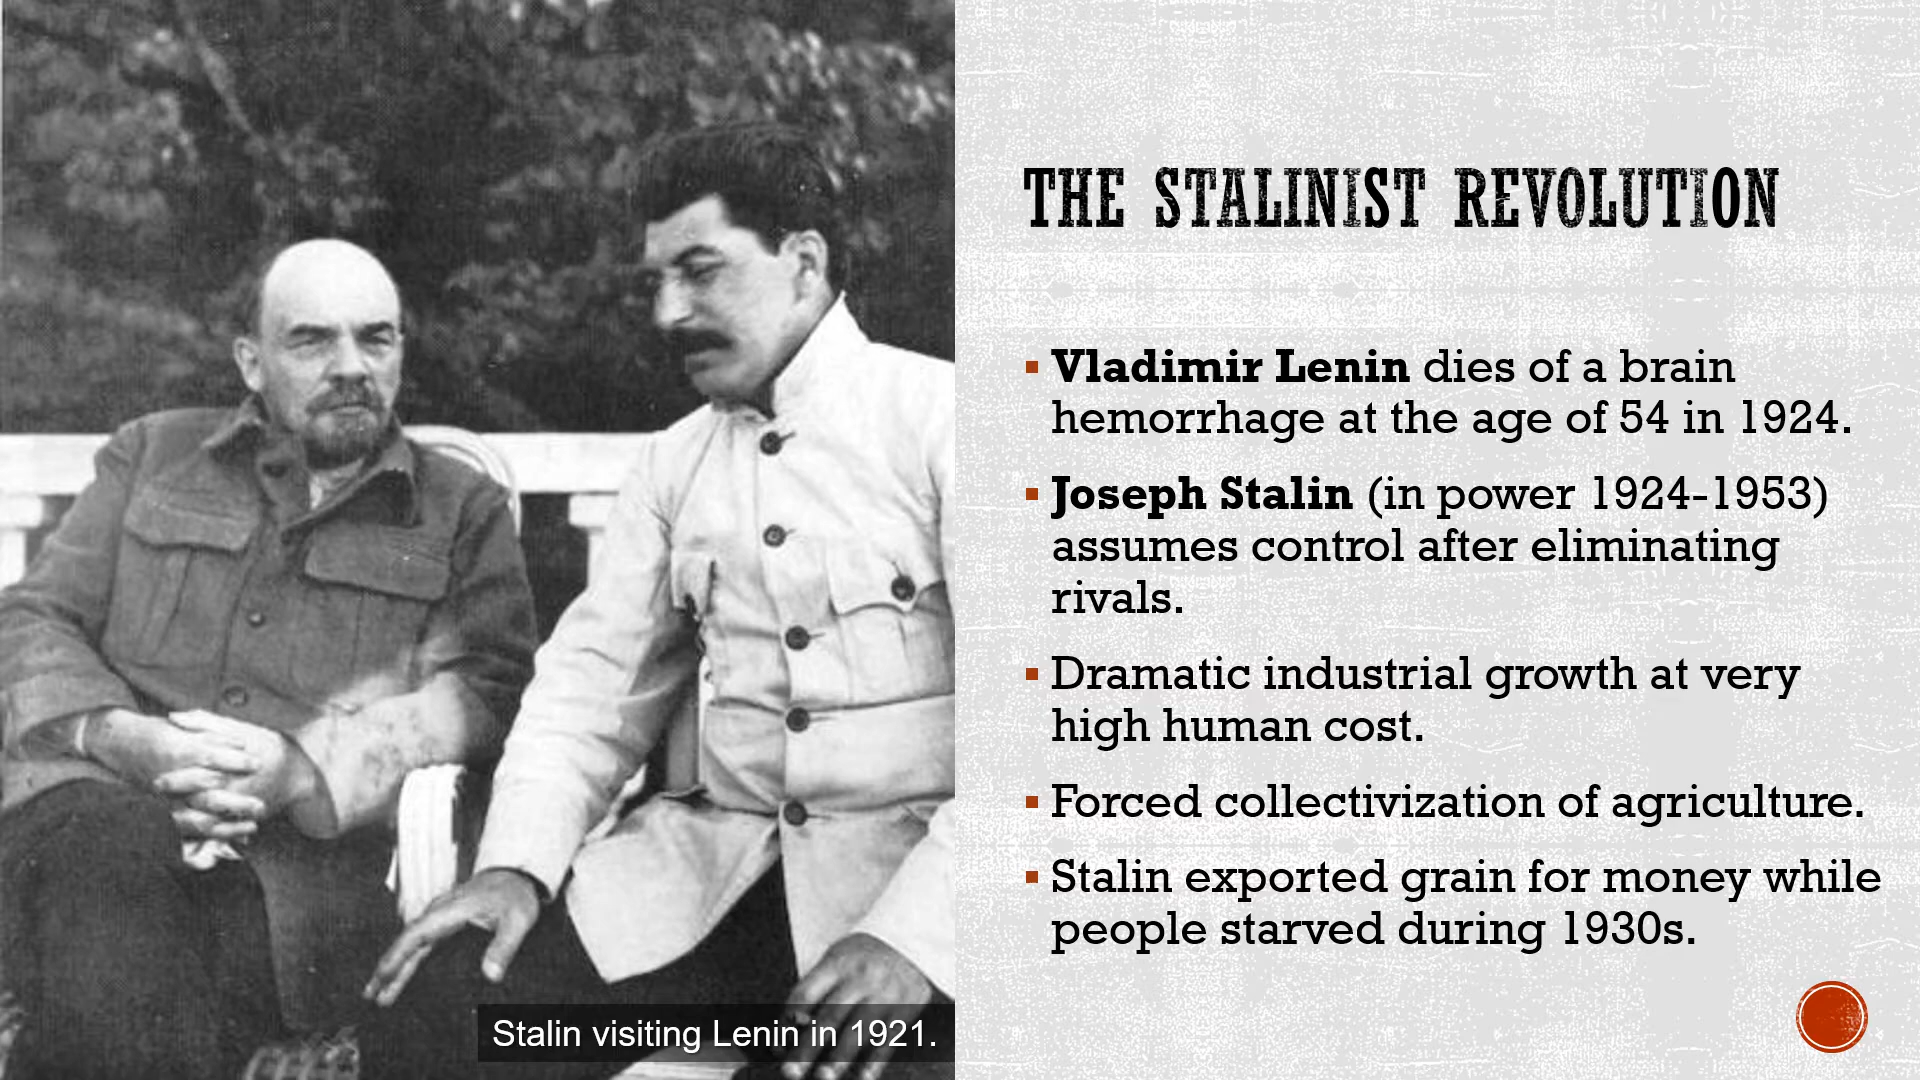 THE STALINIST REVOLUTION
▪ Vladimir Lenin dies of a brain
hemorrhage at the age of 54 in 1924.
▪ Joseph Stalin (in power 1924-1953)
assumes control after eliminating
rivals.
▪ Dramatic industrial growth at very
high human cost.
▪ Forced collectivization of agriculture.
▪ Stalin exported grain for money while
people starved during 1930s.
Stalin visiting Lenin in 1921.